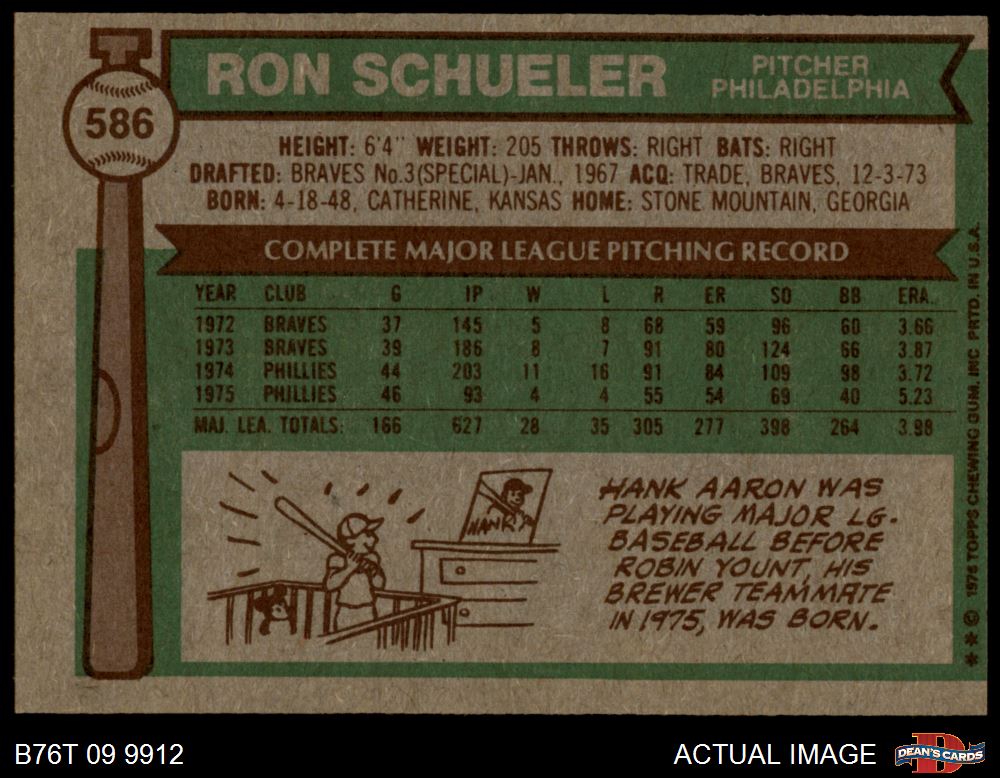 586
RON SCHUELER
PITCHER
PHILADELPHIA
HEIGHT: 6'4" WEIGHT: 205 THROWS: RIGHT BATS: RIGHT
DRAFTED: BRAVES No.3(SPECIAL)-JAN., 1967 ACQ: TRADE, BRAVES, 12-3-73
BORN: 4-18-48, CATHERINE, KANSAS HOME: STONE MOUNTAIN, GEORGIA
COMPLETE MAJOR LEAGUE PITCHING RECORD
YEAR CLUB G IP W L R ER SO BB ERA.
1972 BRAVES 37 145 5 8 68 59 96 60 3.66
1973 BRAVES 39 186 8 7 91 80 124 66 3.87
1974 PHILLIES 44 203 11 16 91 84 109 98 3.72
1975 PHILLIES 46 93 4 4 55 54 69 40 5.23
MAJ. LEA. TOTALS: 166 627 28 35 305 277 398 264 3.98
HANK
HANK AARON WAS
PLAYING MAJOR LG.
BASEBALL BEFORE
ROBIN YOUNT, HIS
BREWER TEAMMATE
IN 1975, WAS BORN.
* * © 1976 TOPPS CHEWING GUM, INC. PRTD. IN U.S.A.
B76T 09 9912
ACTUAL IMAGE
DEAN'S CARDS